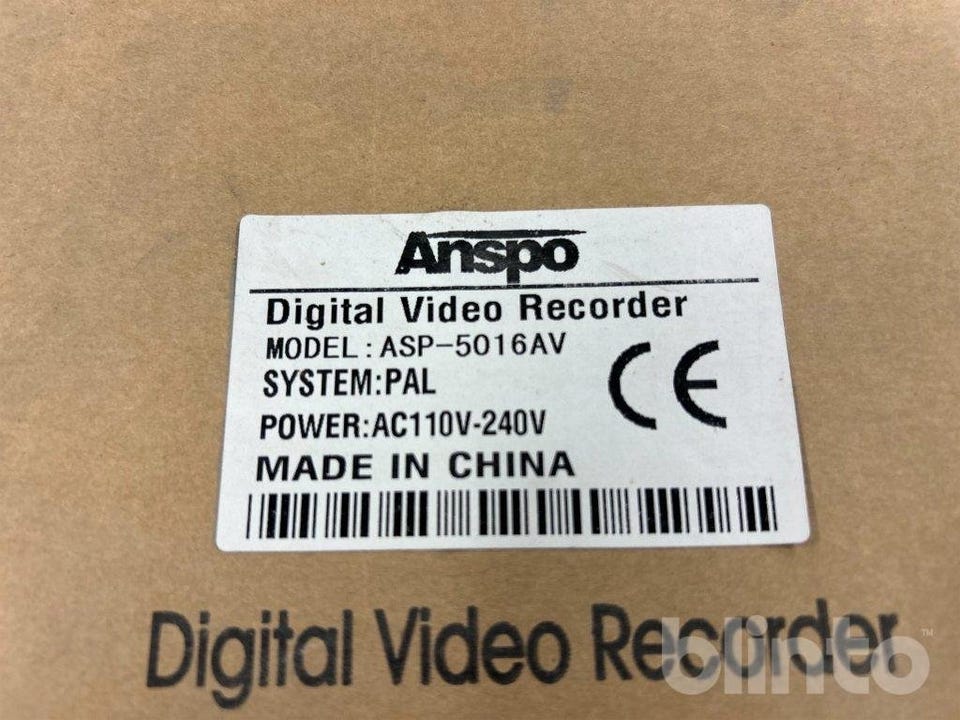 Anspo
Digital Video Recorder
MODEL:ASP-5016AV
SYSTEM:PAL
POWER:AC110V-240V
CE
MADE IN CHINA
Digital Video Recorder
blinto™